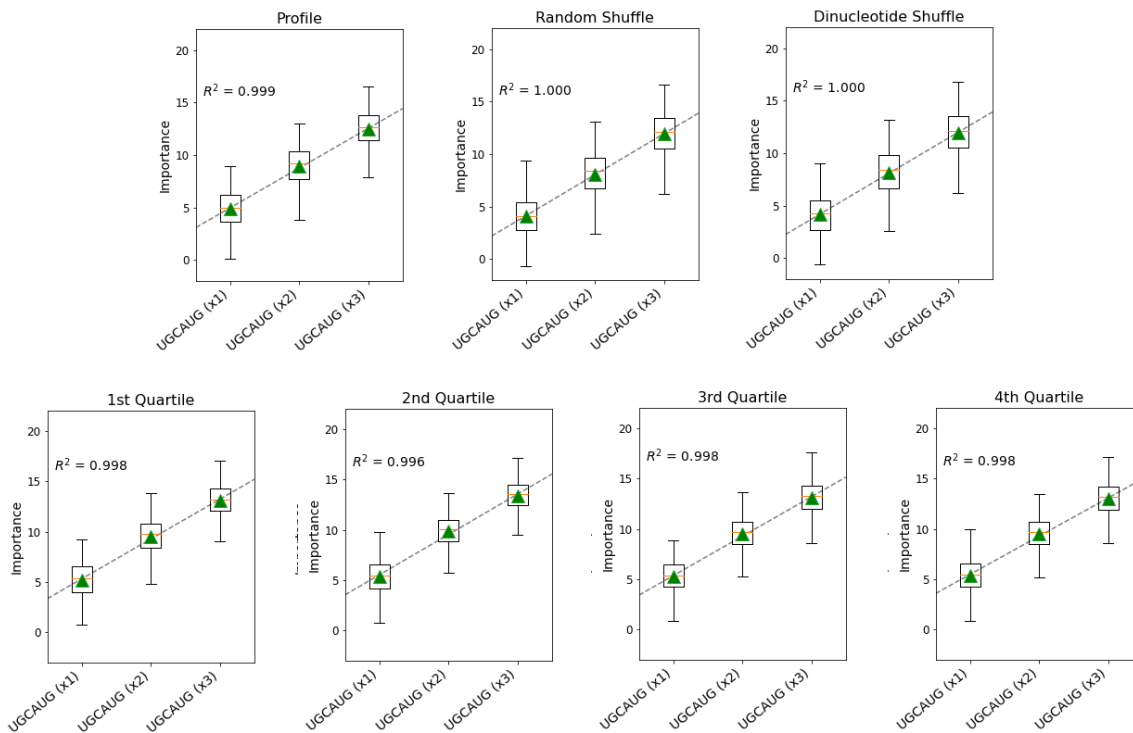 Profile
Random Shuffle
Dinucleotide Shuffle
20
15
10
5
0
Importance
R² = 0.999
UGCAUG (x1)
UGCAUG (x2)
UGCAUG (x3)
20
15
10
5
0
Importance
R² = 1.000
UGCAUG (x1)
UGCAUG (x2)
UGCAUG (x3)
20
15
10
5
0
Importance
R² = 1.000
UGCAUG (x1)
UGCAUG (x2)
UGCAUG (x3)
1st Quartile
2nd Quartile
3rd Quartile
4th Quartile
20
15
10
5
0
Importance
R² = 0.998
UGCAUG (x1)
UGCAUG (x2)
UGCAUG (x3)
20
15
10
5
0
Importance
R² = 0.996
UGCAUG (x1)
UGCAUG (x2)
UGCAUG (x3)
20
15
10
5
0
Importance
R² = 0.998
UGCAUG (x1)
UGCAUG (x2)
UGCAUG (x3)
20
15
10
5
0
Importance
R² = 0.998
UGCAUG (x1)
UGCAUG (x2)
UGCAUG (x3)